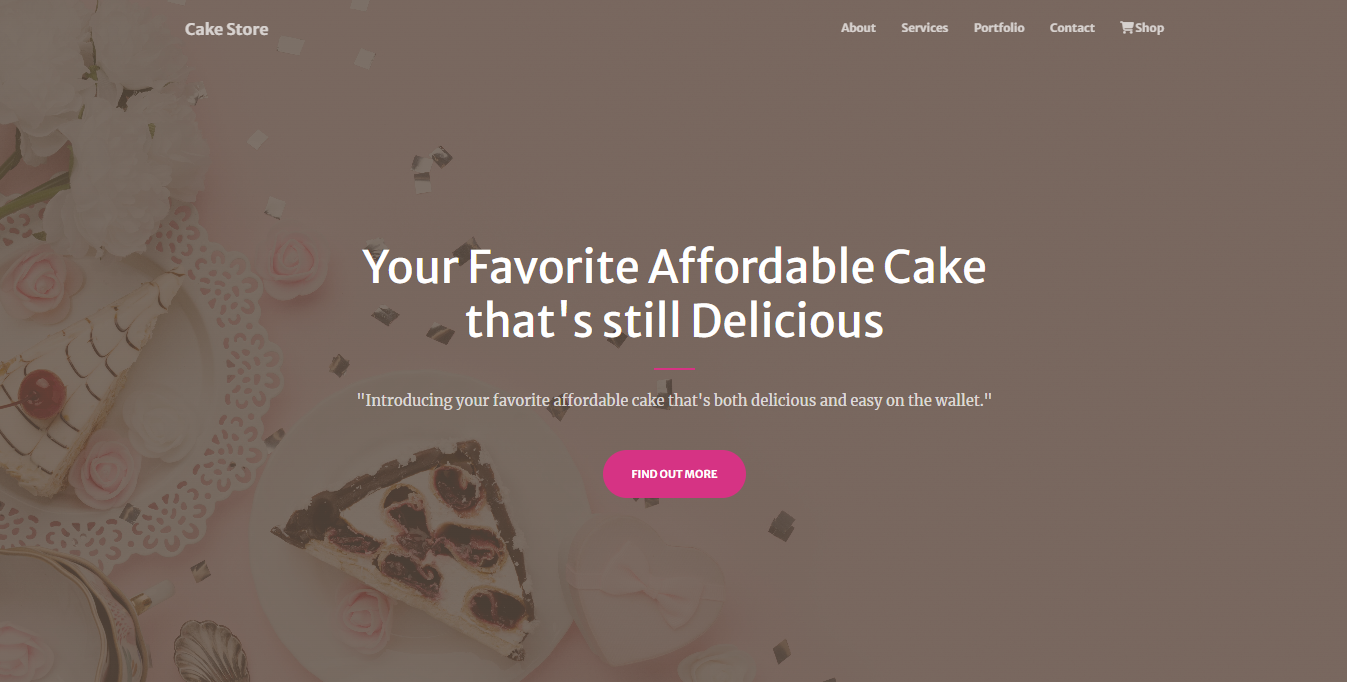 Cake Store
About Services Portfolio Contact Shop
Your Favorite Affordable Cake
that's still Delicious
"Introducing your favorite affordable cake that's both delicious and easy on the wallet."
FIND OUT MORE